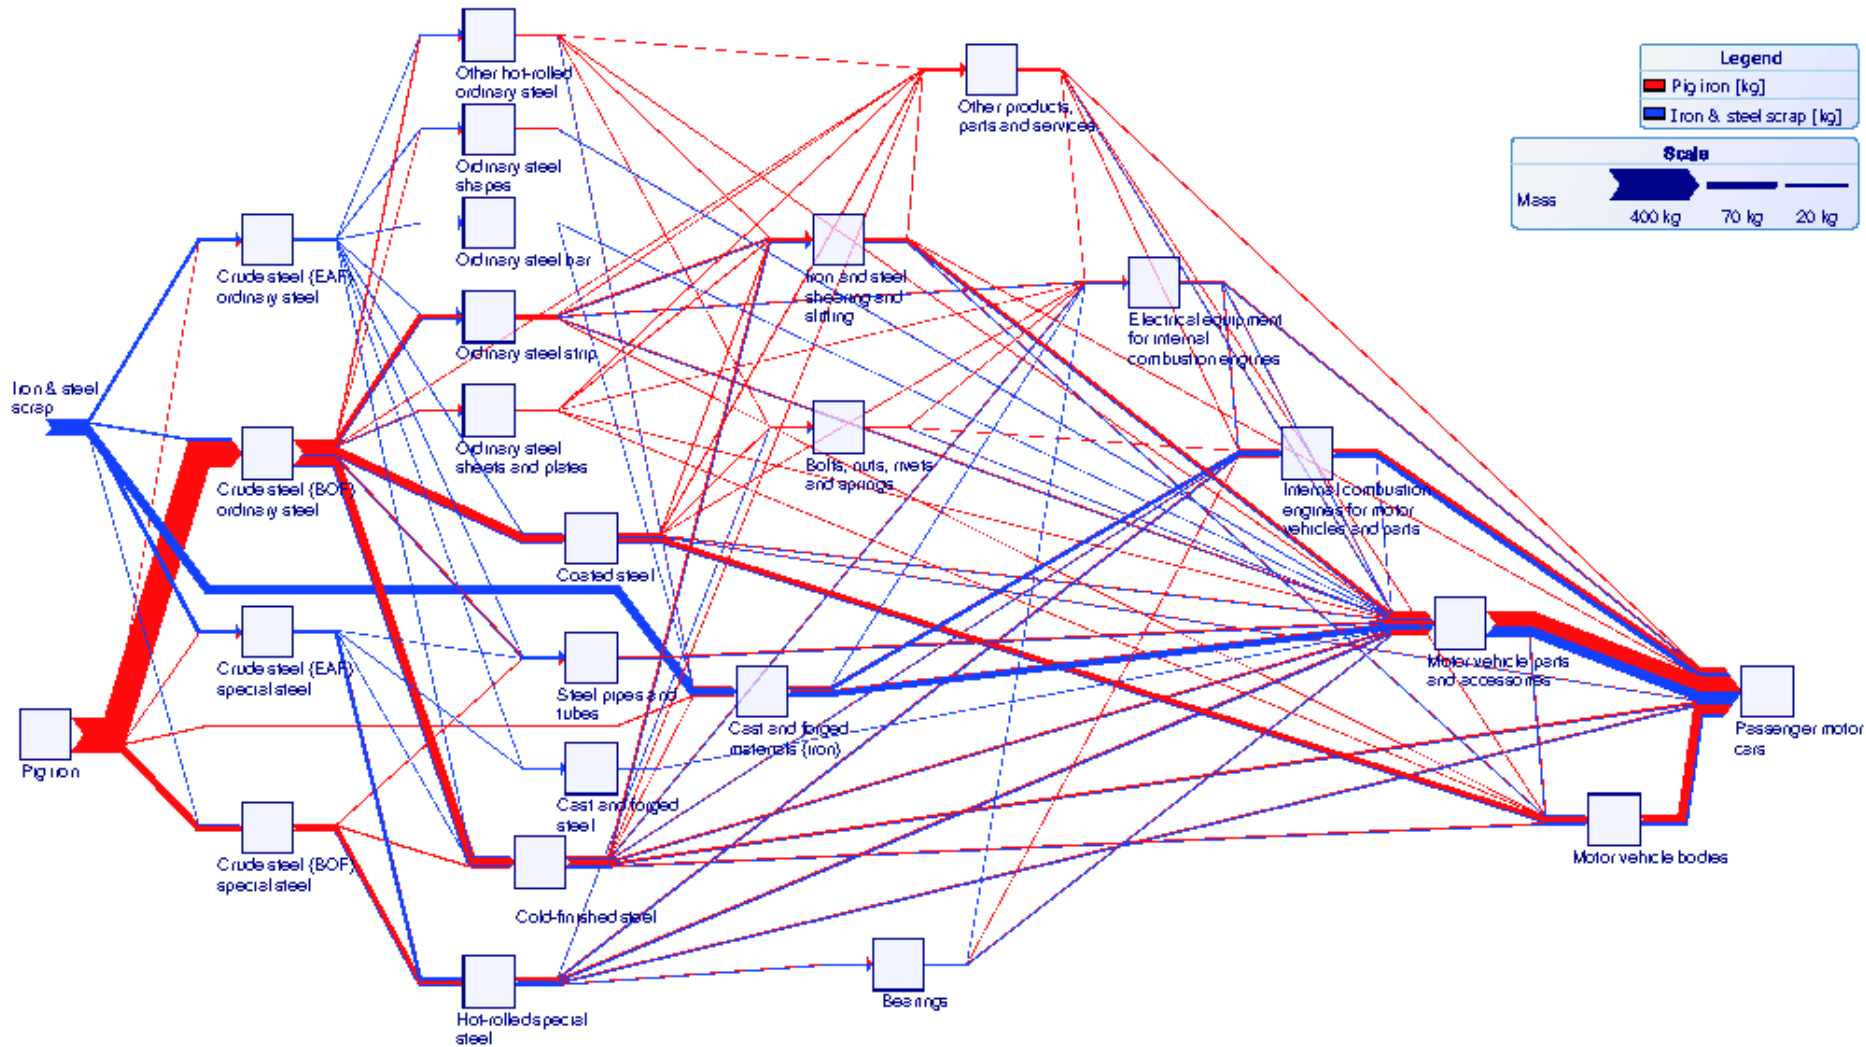 Other hot-rolled
ordinary steel
Ordinary steel
shapes
Ordinary steel bar
Ordinary steel strip
Ordinary steel
sheets and plates
Other products,
parts and services
Legend
Pig iron [kg]
Iron & steel scrap [kg]
Scale
Mass
400 kg
70 kg
20 kg
Crude steel (EAF)
ordinary steel
Iron and steel
shearing and
slitting
Electrical equipment
for internal
combustion engines
Iron & steel
scrap
Crude steel (BOF)
ordinary steel
Bolts, nuts, rivets
and springs
Internal combustion
engines for motor
vehicles and parts
Coated steel
Crude steel (EAF)
special steel
Steel pipes and
tubes
Cast and forged
materials (iron)
Motor vehicle parts
and accessories
Passenger motor
cars
Pig iron
Cast and forged
steel
Crude steel (BOF)
special steel
Motor vehicle bodies
Cold-finished steel
Bearings
Hot-rolled special
steel